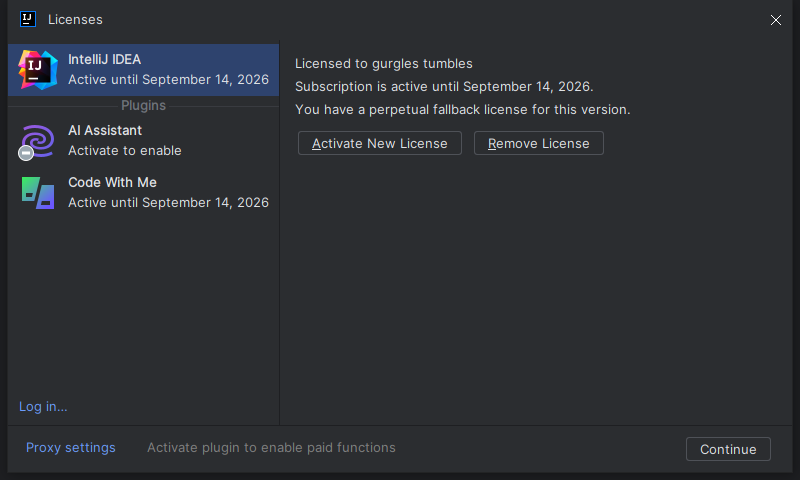 Licenses
IntelliJ IDEA
Active until September 14, 2026
Plugins
AI Assistant
Activate to enable
Code With Me
Active until September 14, 2026
Log in...
Licensed to gurgles tumbles
Subscription is active until September 14, 2026.
You have a perpetual fallback license for this version.
Activate New License
Remove License
Proxy settings
Activate plugin to enable paid functions
Continue